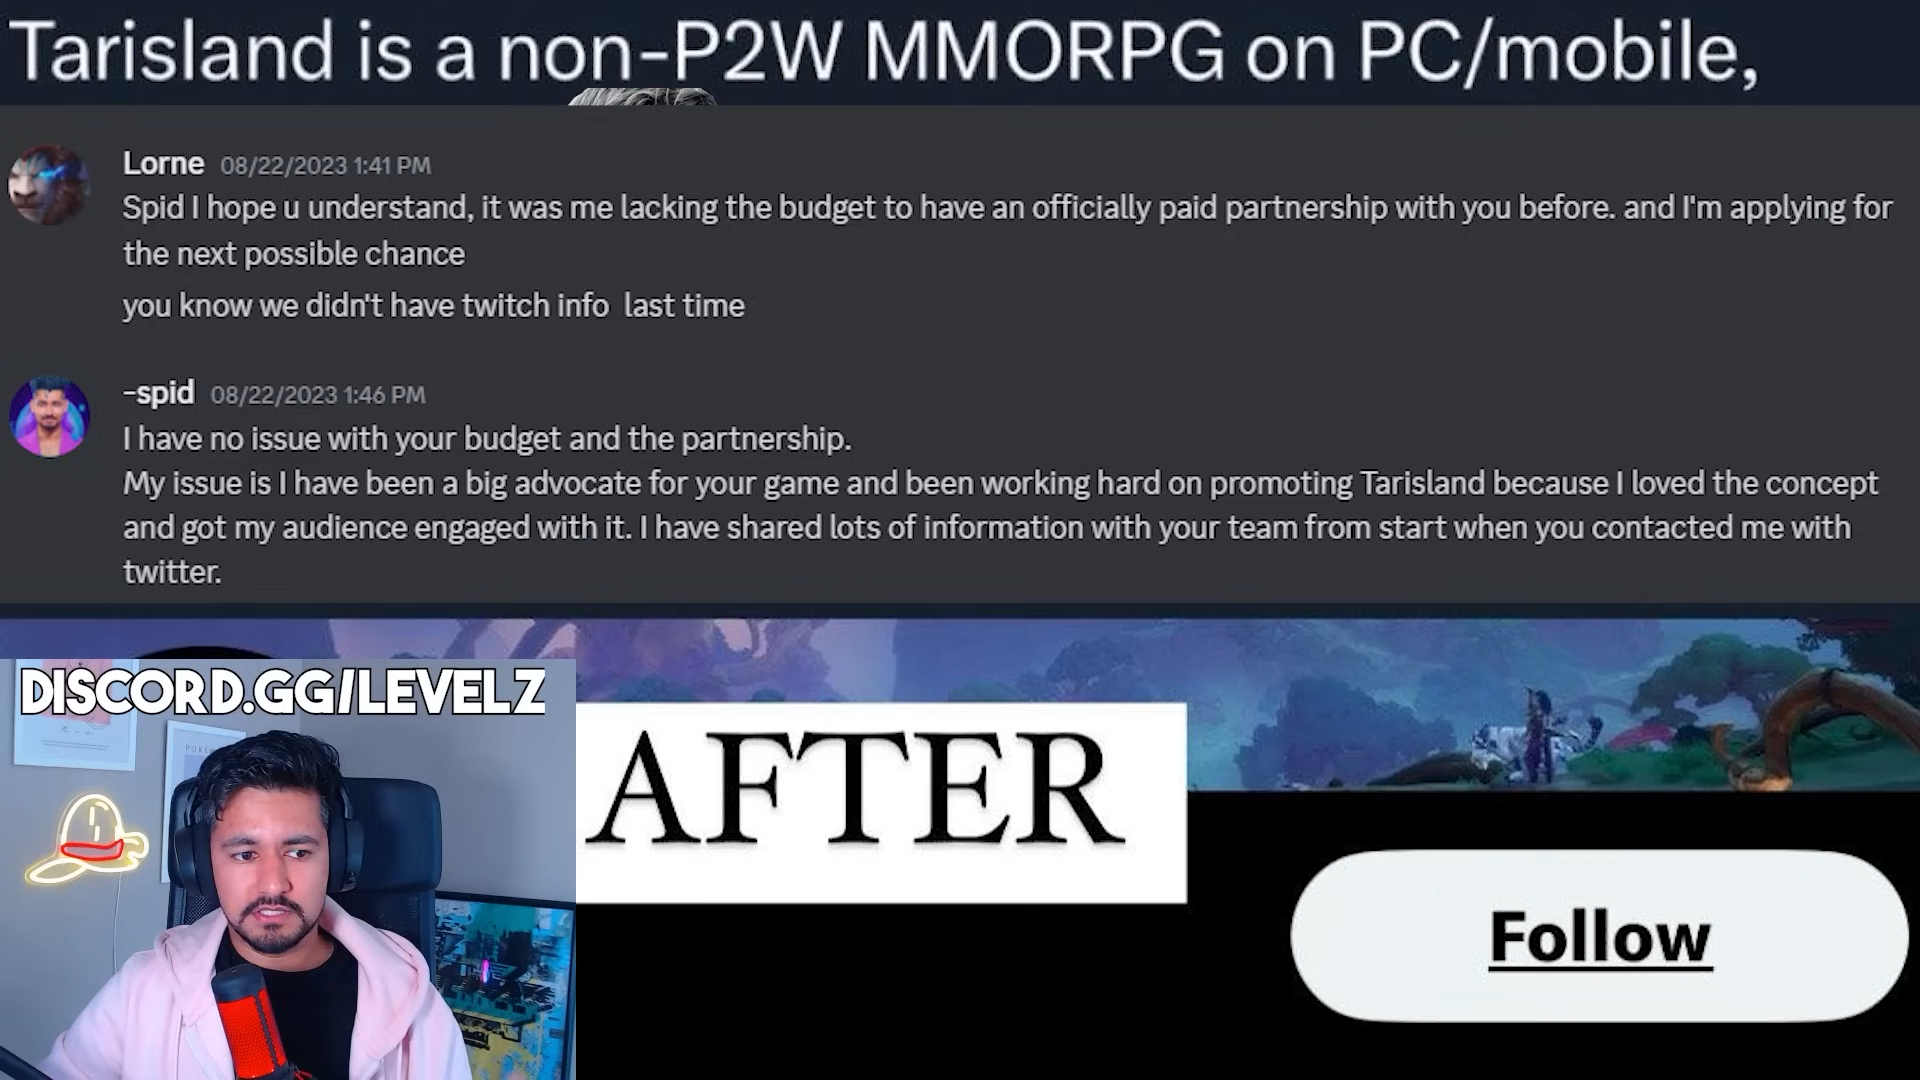 Tarisland is a non-P2W MMORPG on PC/mobile,
Lorne 08/22/2023 1:41 PM
Spid I hope u understand, it was me lacking the budget to have an officially paid partnership with you before. and I'm applying for
the next possible chance
you know we didn't have twitch info last time
-spid 08/22/2023 1:46 PM
I have no issue with your budget and the partnership.
My issue is I have been a big advocate for your game and been working hard on promoting Tarisland because I loved the concept
and got my audience engaged with it. I have shared lots of information with your team from start when you contacted me with
twitter.
DISCORD.GG/LEVELZ
AFTER
Follow